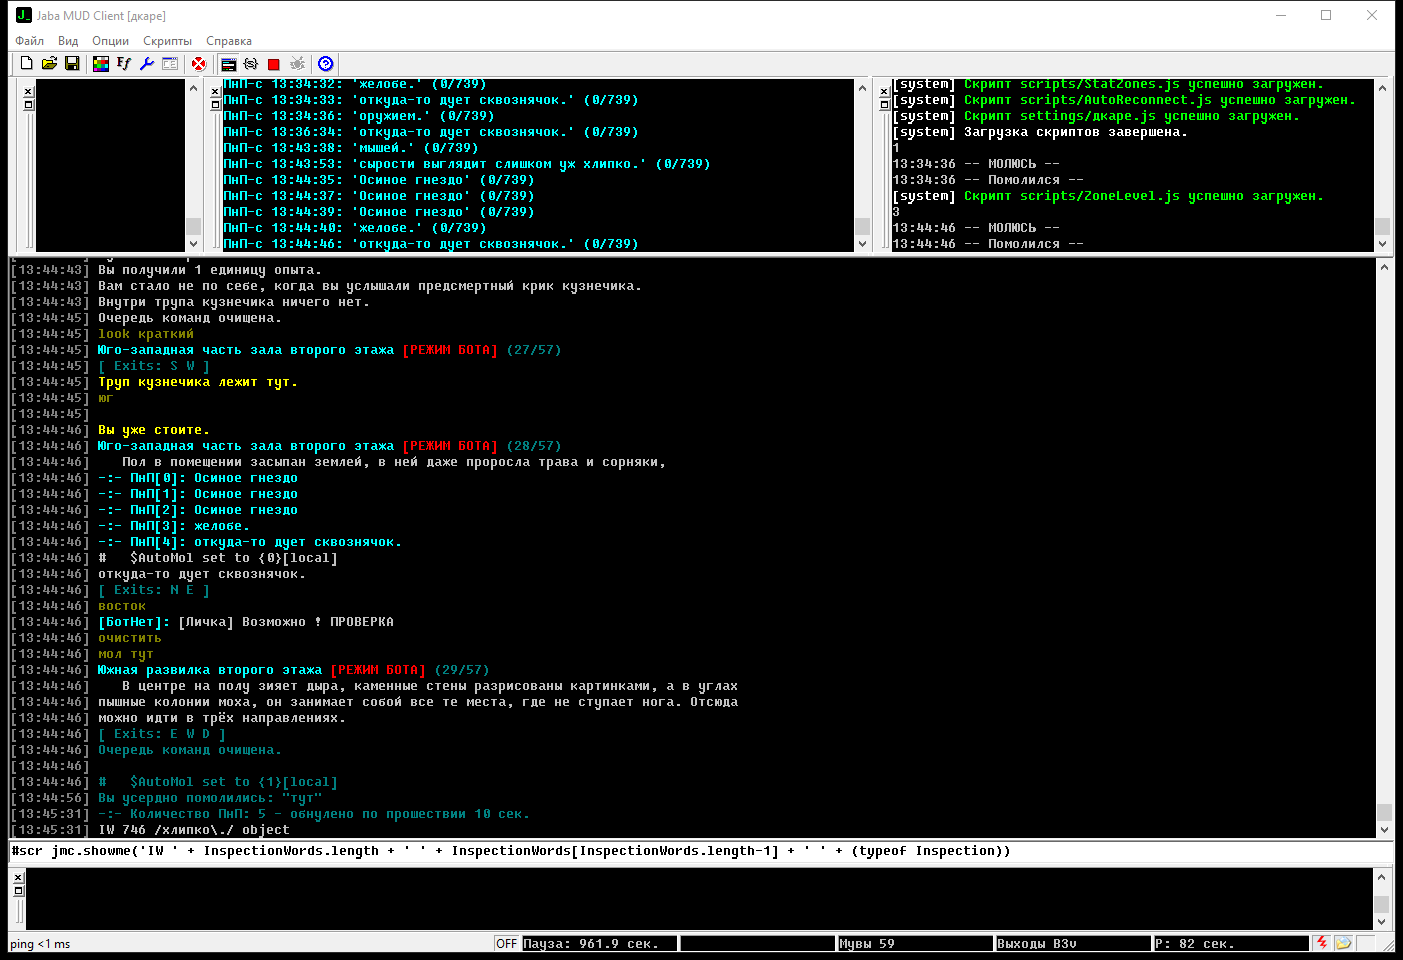 Jaba MUD Client [дкаре]
Файл Вид Опции Скрипты Справка
ПнП-с 13:34:32: 'желобе.' (0/739)
ПнП-с 13:34:33: 'откуда-то дует сквознячок.' (0/739)
ПнП-с 13:34:36: 'оружием.' (0/739)
ПнП-с 13:36:34: 'откуда-то дует сквознячок.' (0/739)
ПнП-с 13:43:38: 'мышей.' (0/739)
ПнП-с 13:43:53: 'сырости выглядит слишком уж хлипко.' (0/739)
ПнП-с 13:44:35: 'Осиное гнездо' (0/739)
ПнП-с 13:44:37: 'Осиное гнездо' (0/739)
ПнП-с 13:44:39: 'Осиное гнездо' (0/739)
ПнП-с 13:44:40: 'желобе.' (0/739)
ПнП-с 13:44:46: 'откуда-то дует сквознячок.' (0/739)
[system] Скрипт scripts/StatZones.js успешно загружен.
[system] Скрипт scripts/AutoReconnect.js успешно загружен.
[system] Скрипт settings/дкаре.js успешно загружен.
[system] Загрузка скриптов завершена.
1
13:34:36 -- МОЛЮСЬ --
13:34:36 -- Помолился --
[system] Скрипт scripts/ZoneLevel.js успешно загружен.
3
13:44:46 -- МОЛЮСЬ --
13:44:46 -- Помолился --
[13:44:43] Вы получили 1 единицу опыта.
[13:44:43] Вам стало не по себе, когда вы услышали предсмертный крик кузнечика.
[13:44:43] Внутри трупа кузнечика ничего нет.
[13:44:45] Очередь команд очищена.
[13:44:45] look краткий
[13:44:45] Юго-западная часть зала второго этажа [РЕЖИМ БОТА] (27/57)
[13:44:45] [ Exits: S W ]
[13:44:45] Труп кузнечика лежит тут.
[13:44:45] юг
[13:44:45]
[13:44:46] Вы уже стоите.
[13:44:46] Юго-западная часть зала второго этажа [РЕЖИМ БОТА] (28/57)
[13:44:46] Пол в помещении засыпан землей, в ней даже проросла трава и сорняки,
[13:44:46] -:- ПнП[0]: Осиное гнездо
[13:44:46] -:- ПнП[1]: Осиное гнездо
[13:44:46] -:- ПнП[2]: Осиное гнездо
[13:44:46] -:- ПнП[3]: желобе.
[13:44:46] -:- ПнП[4]: откуда-то дует сквознячок.
[13:44:46] # $AutoMol set to {0}[local]
[13:44:46] откуда-то дует сквознячок.
[13:44:46] [ Exits: N E ]
[13:44:46] восток
[13:44:46] [БотНет]: [Личка] Возможно ! ПРОВЕРКА
[13:44:46] очистить
[13:44:46] мол тут
[13:44:46] Южная развилка второго этажа [РЕЖИМ БОТА] (29/57)
[13:44:46] В центре на полу зияет дыра, каменные стены разрисованы картинками, а в углах
[13:44:46] пышные колонии моха, он занимает собой все те места, где не ступает нога. Отсюда
[13:44:46] можно идти в трёх направлениях.
[13:44:46] [ Exits: E W D ]
[13:44:46] Очередь команд очищена.
[13:44:46]
[13:44:46] # $AutoMol set to {1}[local]
[13:44:56] Вы усердно помолились: "тут"
[13:45:31] -:- Количество ПнП: 5 - обнулено по прошествии 10 сек.
[13:45:31] IW 746 /хлипко\./ object
#scr jmc.showme('IW ' + InspectionWords.length + ' ' + InspectionWords[InspectionWords.length-1] + ' ' + (typeof Inspection))
ping <1 ms OFF Пауза: 961.9 сек. Мувы 59 Выходы ВЗv Р: 82 сек.